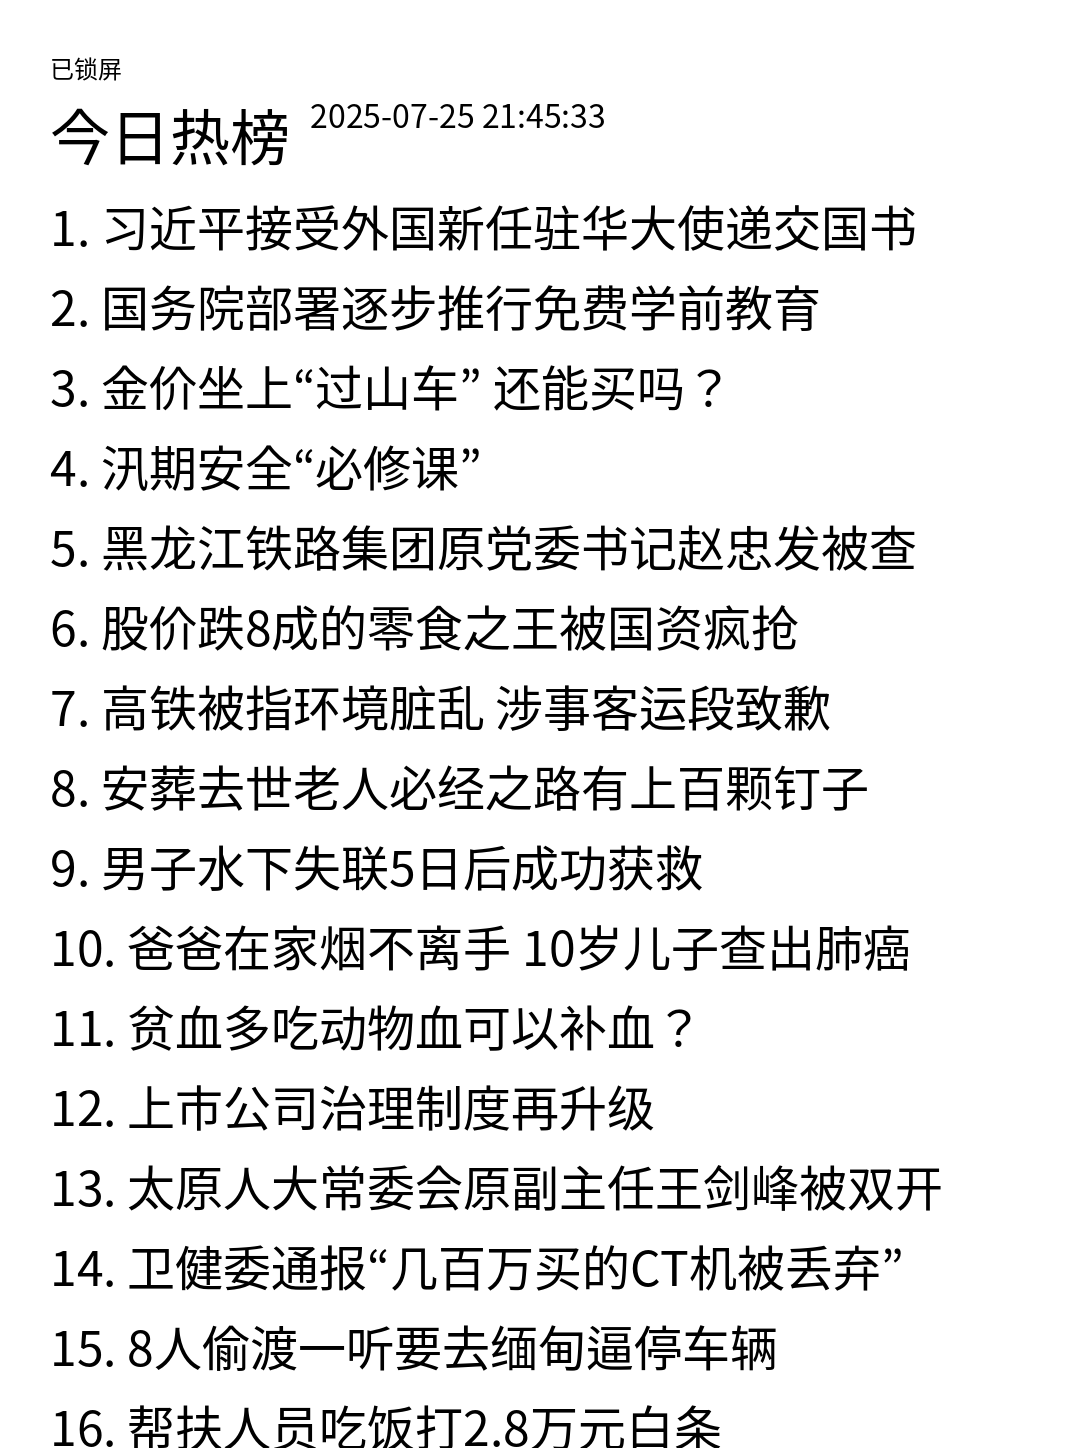 已锁屏
今日热榜 2025-07-25 21:45:33
1. 习近平接受外国新任驻华大使递交国书
2. 国务院部署逐步推行免费学前教育
3. 金价坐上“过山车” 还能买吗？
4. 汛期安全“必修课”
5. 黑龙江铁路集团原党委书记赵忠发被查
6. 股价跌8成的零食之王被国资疯抢
7. 高铁被指环境脏乱 涉事客运段致歉
8. 安葬去世老人必经之路有上百颗钉子
9. 男子水下失联5日后成功获救
10. 爸爸在家烟不离手 10岁儿子查出肺癌
11. 贫血多吃动物血可以补血？
12. 上市公司治理制度再升级
13. 太原人大常委会原副主任王剑峰被双开
14. 卫健委通报“几百万买的CT机被丢弃”
15. 8人偷渡一听要去缅甸逼停车辆
16. 帮扶人员吃饭打2.8万元白条